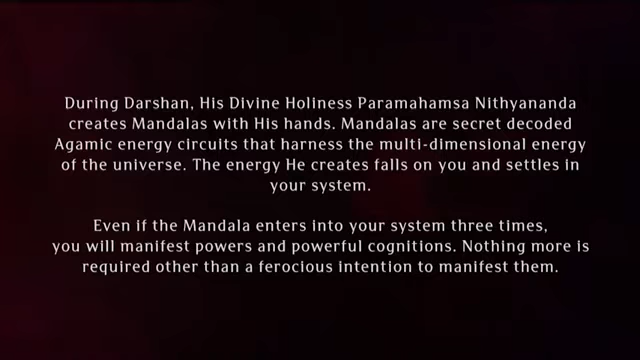 During Darshan, His Divine Holiness Paramahamsa Nithyananda
creates Mandalas with His hands. Mandalas are secret decoded
Agamic energy circuits that harness the multi-dimensional energy
of the universe. The energy He creates falls on you and settles in
your system.
Even if the Mandala enters into your system three times,
you will manifest powers and powerful cognitions. Nothing more is
required other than a ferocious intention to manifest them.